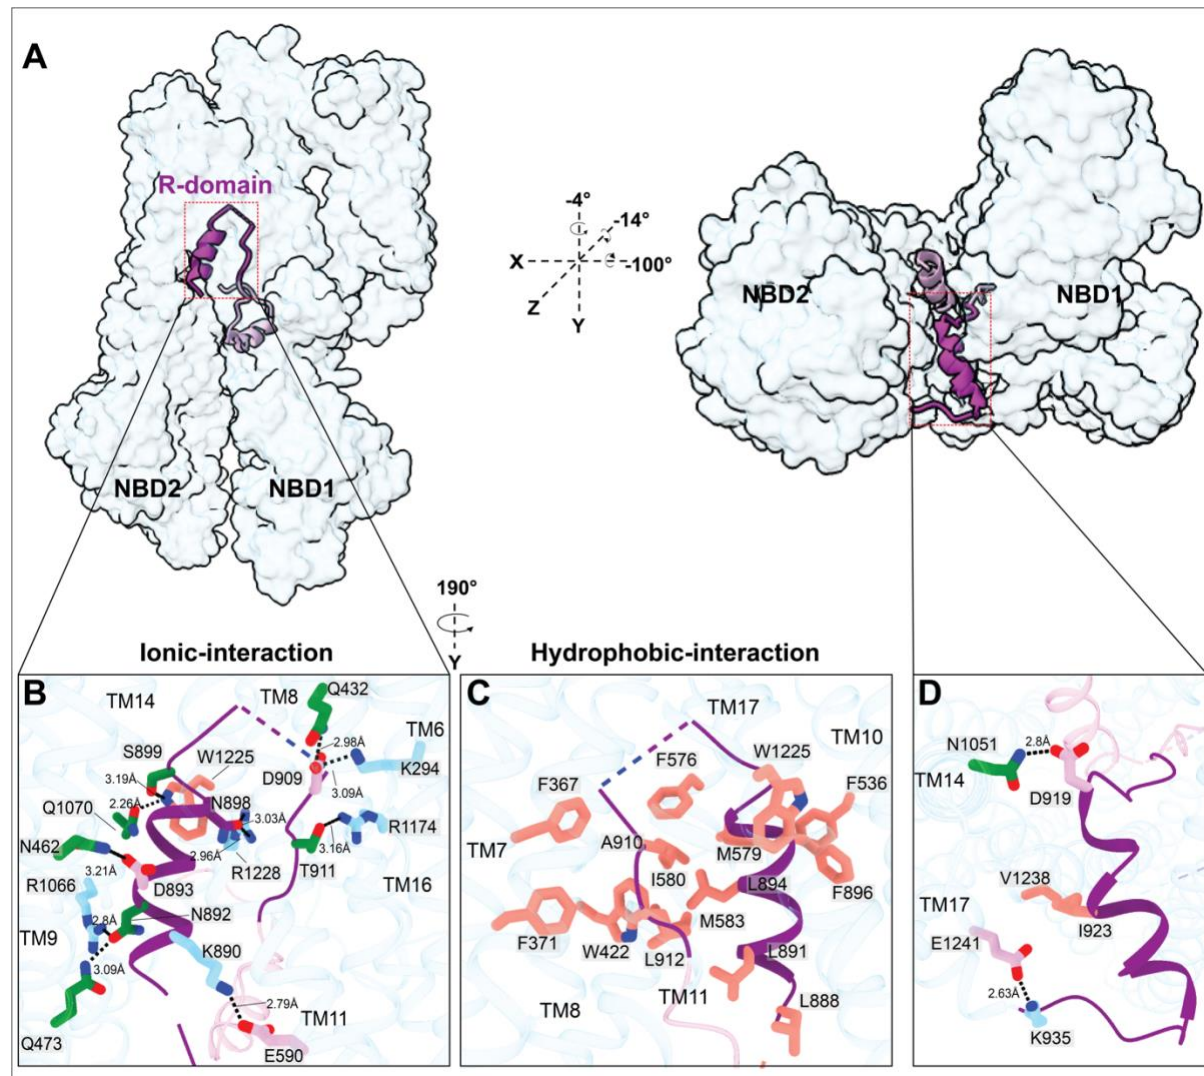 A
R-domain
NBD2
NBD1
-4°
-14°
X
-100°
Z
Y
NBD2
NBD1
190°
Y
Ionic-interaction
Hydrophobic-interaction
B
TM14
TM8
Q432
S899
W1225
2.98Å
3.19Å
D909
K294
2.26Å
N898
3.09Å
Q1070
3.03Å
R1174
N462
2.96Å
3.16Å
3.21Å
R1228
T911
R1066
D893
TM16
2.8Å
N892
TM9
K890
3.09Å
2.79Å
TM11
Q473
E590
C
TM17
W1225
TM10
F367
F576
F536
TM7
A910
M579
I580
L894
F896
M583
F371
W422
L912
L891
TM8
TM11
L888
D
N1051
2.8Å
TM14
D919
V1238
TM17
I923
E1241
2.63Å
K935